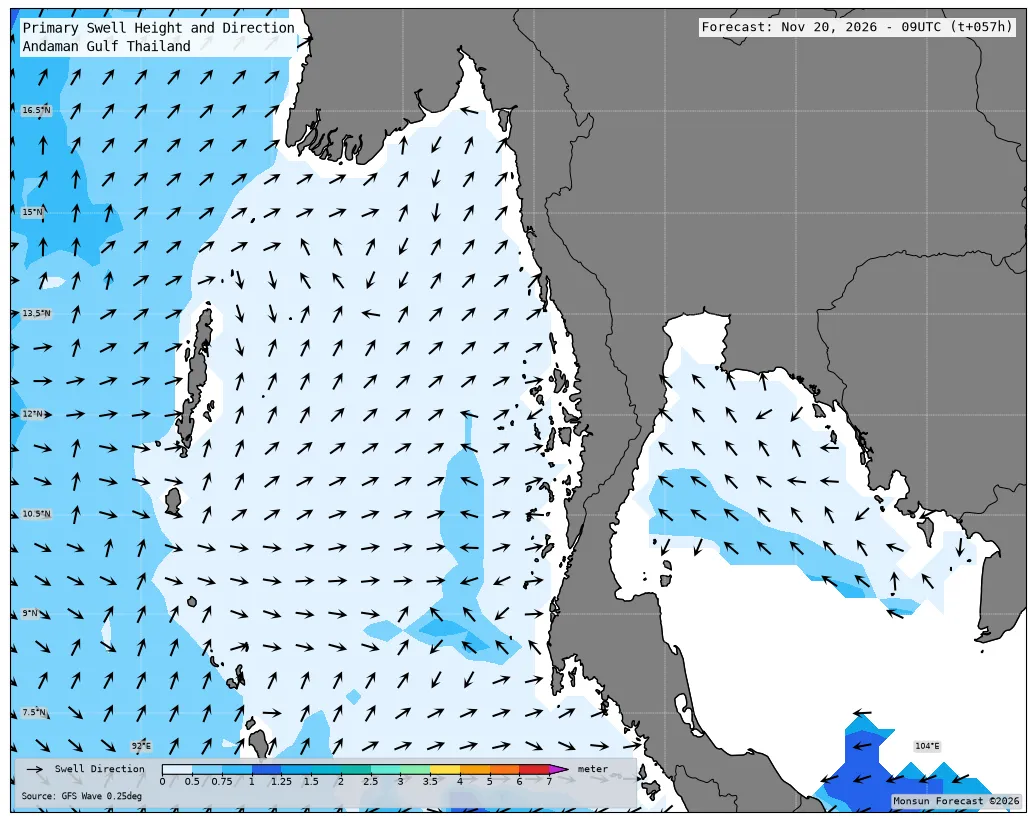 Primary Swell Height and Direction
Andaman Gulf Thailand
Forecast: Nov 20, 2026 - 09UTC (t+057h)
16.5°N
15°N
13.5°N
12°N
10.5°N
9°N
7.5°N
92°E
104°E
Swell Direction
0 0.5 0.75 1 1.25 1.5 2 2.5 3 3.5 4 5 6 7
meter
Source: GFS Wave 0.25deg
Monsun Forecast ©2026